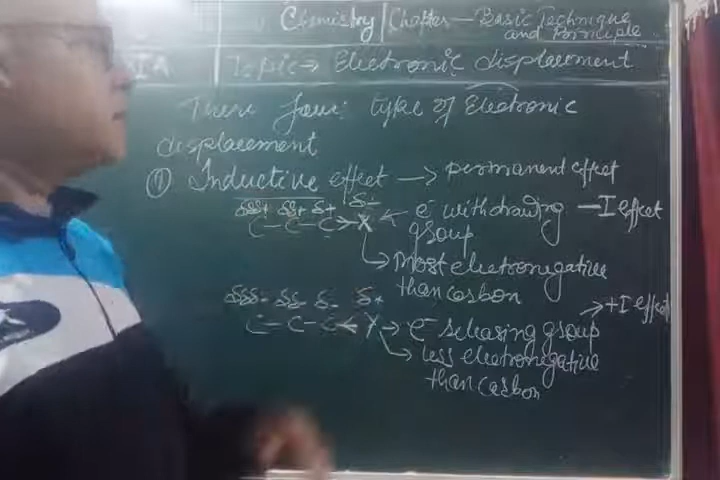 Chemistry | Chapter - Basic Technique
and Principle
Topic → Electronic displacement
There four type of Electronic
displacement
① Inductive effect → permanent effect
δδδ+ δδ+ δ+ δ-
C - C - C > X ← e⁻ withdrawing - I effect
group
↳ Most electronegative
than carbon
δδδ- δδ- δ- δ+
C - C - C < Y → e⁻ releasing group → +I effect
↳ less electronegative
than carbon